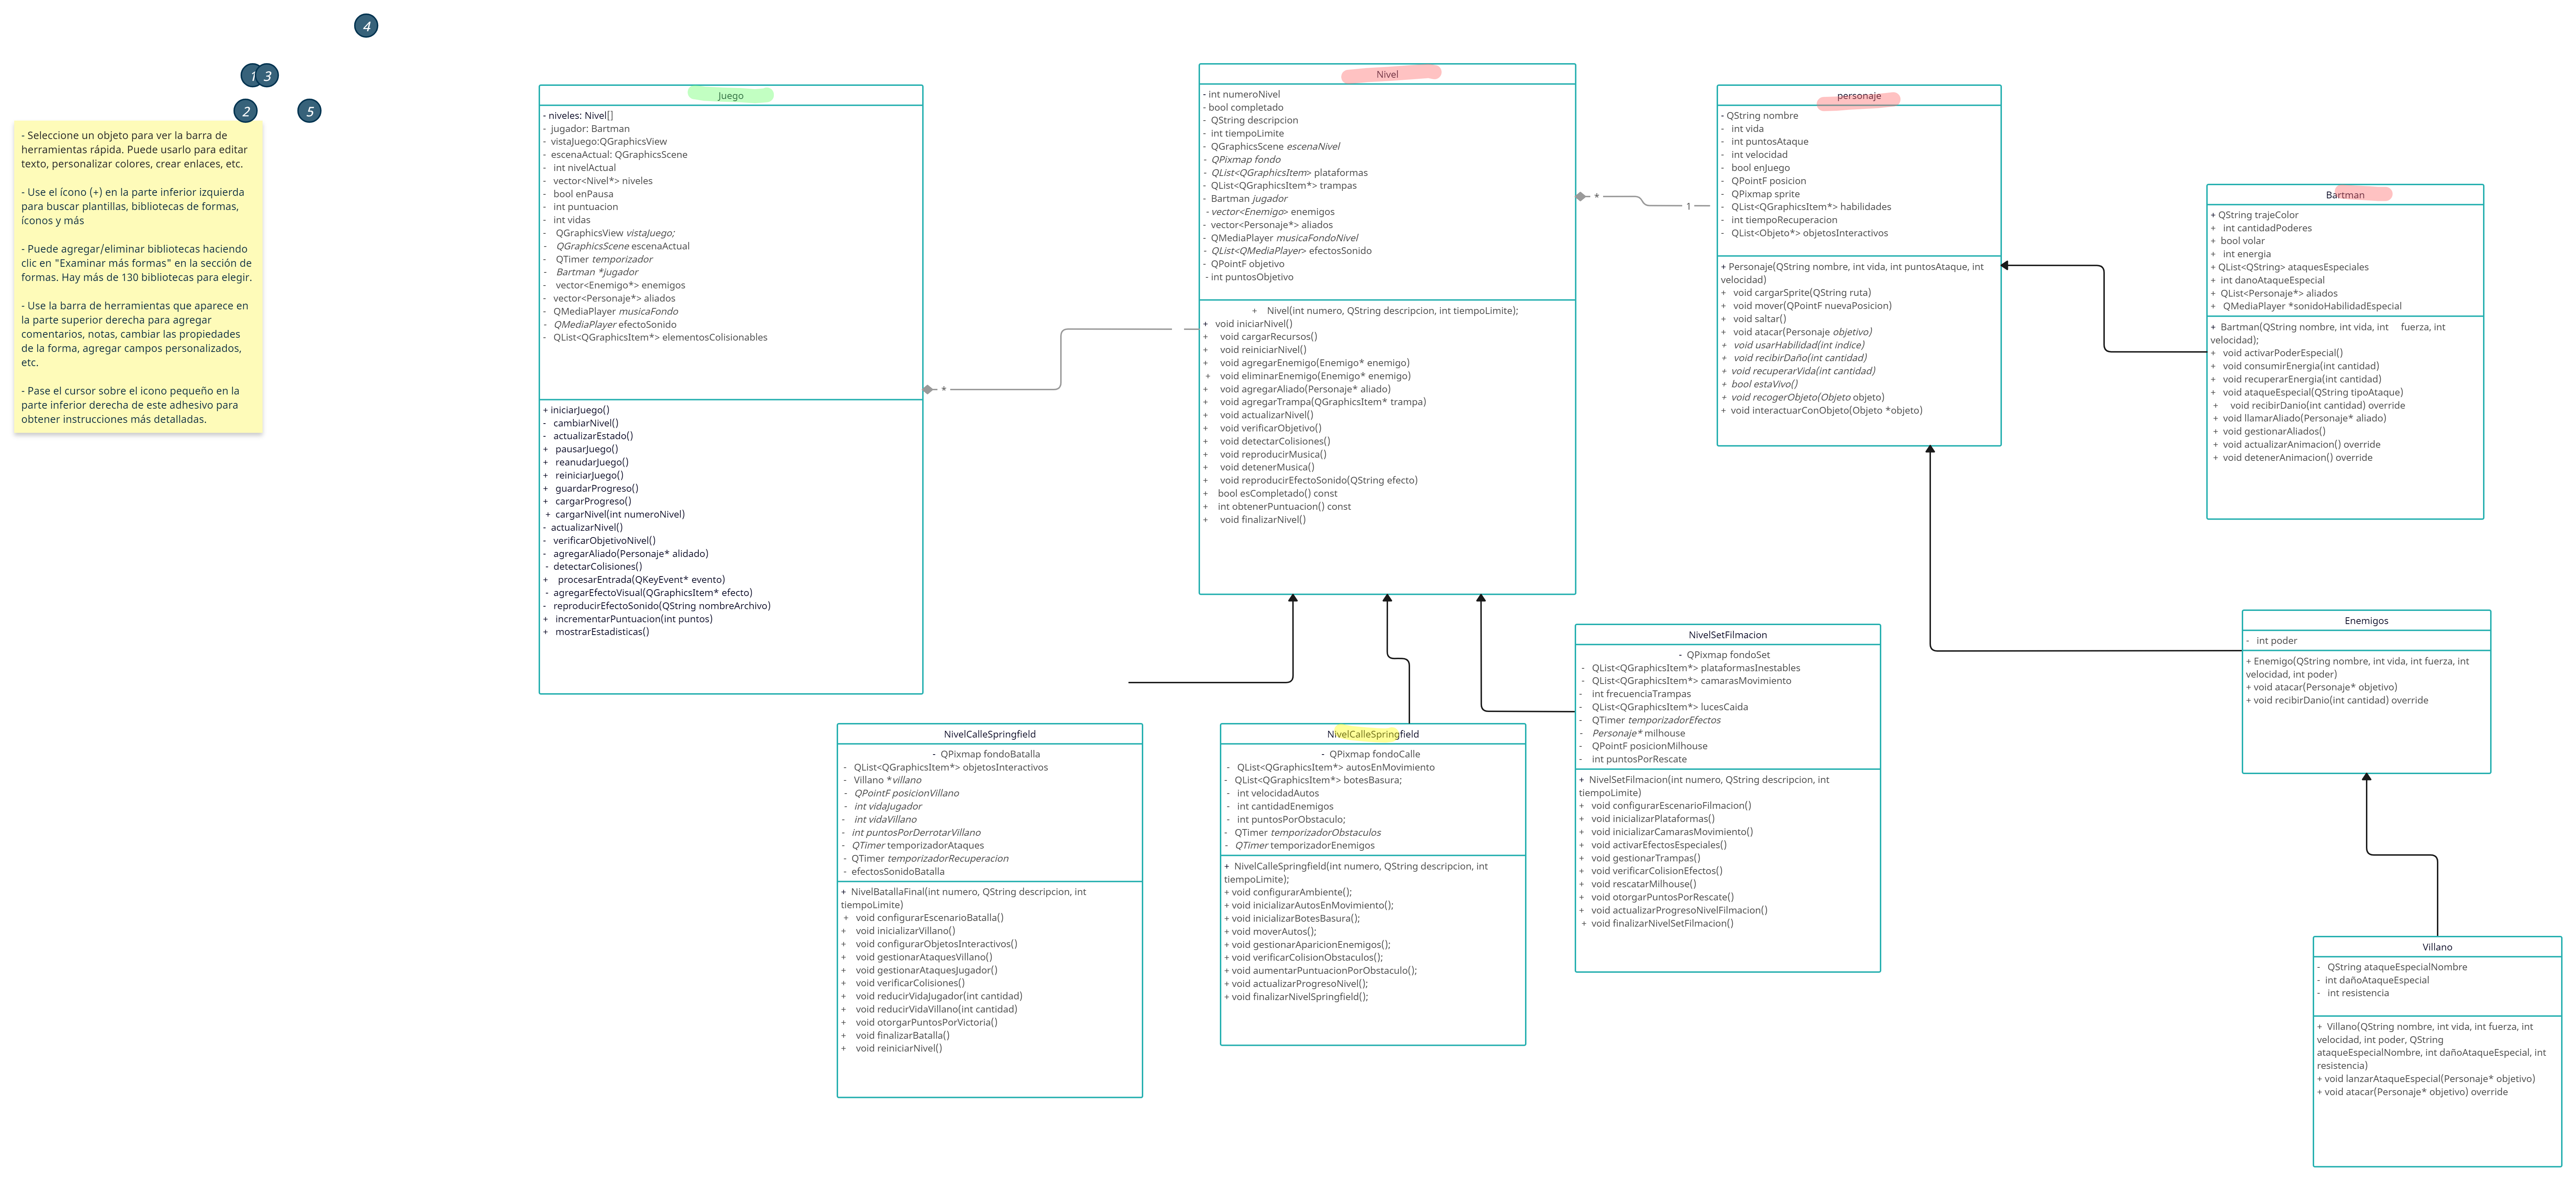 4
1
3
2
5
- Seleccione un objeto para ver la barra de
herramientas rápida. Puede usarlo para editar
texto, personalizar colores, crear enlaces, etc.
- Use el ícono (+) en la parte inferior izquierda
para buscar plantillas, bibliotecas de formas,
íconos y más
- Puede agregar/eliminar bibliotecas haciendo
clic en "Examinar más formas" en la sección de
formas. Hay más de 130 bibliotecas para elegir.
- Use la barra de herramientas que aparece en
la parte superior derecha para agregar
comentarios, notas, cambiar las propiedades
de la forma, agregar campos personalizados,
etc.
- Pase el cursor sobre el icono pequeño en la
parte inferior derecha de este adhesivo para
obtener instrucciones más detalladas.
Juego
- niveles: Nivel[]
- jugador: Bartman
- vistaJuego:QGraphicsView
- escenaActual: QGraphicsScene
- int nivelActual
- vector<Nivel*> niveles
- bool enPausa
- int puntuacion
- int vidas
- QGraphicsView vistaJuego;
- QGraphicsScene escenaActual
- QTimer temporizador
- Bartman *jugador
- vector<Enemigo*> enemigos
- vector<Personaje*> aliados
- QMediaPlayer musicaFondo
- QMediaPlayer efectoSonido
- QList<QGraphicsItem*> elementosColisionables
+ iniciarJuego()
- cambiarNivel()
- actualizarEstado()
+ pausarJuego()
+ reanudarJuego()
+ reiniciarJuego()
+ guardarProgreso()
+ cargarProgreso()
+ cargarNivel(int numeroNivel)
- actualizarNivel()
- verificarObjetivoNivel()
- agregarAliado(Personaje* alidado)
- detectarColisiones()
+ procesarEntrada(QKeyEvent* evento)
- agregarEfectoVisual(QGraphicsItem* efecto)
- reproducirEfectoSonido(QString nombreArchivo)
+ incrementarPuntuacion(int puntos)
+ mostrarEstadisticas()
*
Nivel
- int numeroNivel
- bool completado
- QString descripcion
- int tiempoLimite
- QGraphicsScene escenaNivel
- QPixmap fondo
- QList<QGraphicsItem> plataformas
- QList<QGraphicsItem*> trampas
- Bartman jugador
- vector<Enemigo> enemigos
- vector<Personaje*> aliados
- QMediaPlayer musicaFondoNivel
- QList<QMediaPlayer> efectosSonido
- QPointF objetivo
- int puntosObjetivo
+ Nivel(int numero, QString descripcion, int tiempoLimite);
+ void iniciarNivel()
+ void cargarRecursos()
+ void reiniciarNivel()
+ void agregarEnemigo(Enemigo* enemigo)
+ void eliminarEnemigo(Enemigo* enemigo)
+ void agregarAliado(Personaje* aliado)
+ void agregarTrampa(QGraphicsItem* trampa)
+ void actualizarNivel()
+ void verificarObjetivo()
+ void detectarColisiones()
+ void reproducirMusica()
+ void detenerMusica()
+ void reproducirEfectoSonido(QString efecto)
+ bool esCompletado() const
+ int obtenerPuntuacion() const
+ void finalizarNivel()
*
1
personaje
- QString nombre
- int vida
- int puntosAtaque
- int velocidad
- bool enJuego
- QPointF posicion
- QPixmap sprite
- QList<QGraphicsItem*> habilidades
- int tiempoRecuperacion
- QList<Objeto*> objetosInteractivos
+ Personaje(QString nombre, int vida, int puntosAtaque, int
velocidad)
+ void cargarSprite(QString ruta)
+ void mover(QPointF nuevaPosicion)
+ void saltar()
+ void atacar(Personaje objetivo)
+ void usarHabilidad(int indice)
+ void recibirDaño(int cantidad)
+ void recuperarVida(int cantidad)
+ bool estaVivo()
+ void recogerObjeto(Objeto objeto)
+ void interactuarConObjeto(Objeto *objeto)
Bartman
+ QString trajeColor
+ int cantidadPoderes
+ bool volar
+ int energia
+ QList<QString> ataquesEspeciales
+ int danoAtaqueEspecial
+ QList<Personaje*> aliados
+ QMediaPlayer *sonidoHabilidadEspecial
+ Bartman(QString nombre, int vida, int fuerza, int
velocidad);
+ void activarPoderEspecial()
+ void consumirEnergia(int cantidad)
+ void recuperarEnergia(int cantidad)
+ void ataqueEspecial(QString tipoAtaque)
+ void recibirDanio(int cantidad) override
+ void llamarAliado(Personaje* aliado)
+ void gestionarAliados()
+ void actualizarAnimacion() override
+ void detenerAnimacion() override
Enemigos
- int poder
+ Enemigo(QString nombre, int vida, int fuerza, int
velocidad, int poder)
+ void atacar(Personaje* objetivo)
+ void recibirDanio(int cantidad) override
NivelSetFilmacion
- QPixmap fondoSet
- QList<QGraphicsItem*> plataformasInestables
- QList<QGraphicsItem*> camarasMovimiento
- int frecuenciaTrampas
- QList<QGraphicsItem*> lucesCaida
- QTimer temporizadorEfectos
- Personaje* milhouse
- QPointF posicionMilhouse
- int puntosPorRescate
+ NivelSetFilmacion(int numero, QString descripcion, int
tiempoLimite)
+ void configurarEscenarioFilmacion()
+ void inicializarPlataformas()
+ void inicializarCamarasMovimiento()
+ void activarEfectosEspeciales()
+ void gestionarTrampas()
+ void verificarColisionEfectos()
+ void rescatarMilhouse()
+ void otorgarPuntosPorRescate()
+ void actualizarProgresoNivelFilmacion()
+ void finalizarNivelSetFilmacion()
NivelCalleSpringfield
- QPixmap fondoBatalla
- QList<QGraphicsItem*> objetosInteractivos
- Villano *villano
- QPointF posicionVillano
- int vidaJugador
- int vidaVillano
- int puntosPorDerrotarVillano
- QTimer temporizadorAtaques
- QTimer temporizadorRecuperacion
- efectosSonidoBatalla
+ NivelBatallaFinal(int numero, QString descripcion, int
tiempoLimite)
+ void configurarEscenarioBatalla()
+ void inicializarVillano()
+ void configurarObjetosInteractivos()
+ void gestionarAtaquesVillano()
+ void gestionarAtaquesJugador()
+ void verificarColisiones()
+ void reducirVidaJugador(int cantidad)
+ void reducirVidaVillano(int cantidad)
+ void otorgarPuntosPorVictoria()
+ void finalizarBatalla()
+ void reiniciarNivel()
NivelCalleSpringfield
- QPixmap fondoCalle
- QList<QGraphicsItem*> autosEnMovimiento
- QList<QGraphicsItem*> botesBasura;
- int velocidadAutos
- int cantidadEnemigos
- int puntosPorObstaculo;
- QTimer temporizadorObstaculos
- QTimer temporizadorEnemigos
+ NivelCalleSpringfield(int numero, QString descripcion, int
tiempoLimite);
+ void configurarAmbiente();
+ void inicializarAutosEnMovimiento();
+ void inicializarBotesBasura();
+ void moverAutos();
+ void gestionarAparicionEnemigos();
+ void verificarColisionObstaculos();
+ void aumentarPuntuacionPorObstaculo();
+ void actualizarProgresoNivel();
+ void finalizarNivelSpringfield();
Villano
- QString ataqueEspecialNombre
- int dañoAtaqueEspecial
- int resistencia
+ Villano(QString nombre, int vida, int fuerza, int
velocidad, int poder, QString
ataqueEspecialNombre, int dañoAtaqueEspecial, int
resistencia)
+ void lanzarAtaqueEspecial(Personaje* objetivo)
+ void atacar(Personaje* objetivo) override